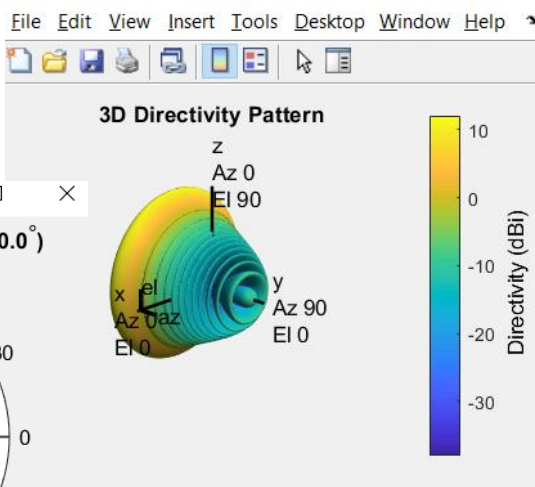 File Edit View Insert Tools Desktop Window Help
3D Directivity Pattern
z
Az 0
El 90
0.0°)
x
el
y
Az 0
az
Az 90
El 0
El 0
30
0
10
0
-10
-20
-30
Directivity (dBi)